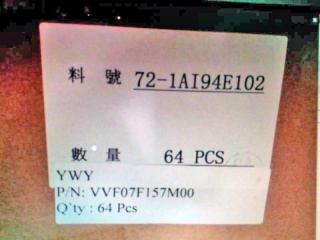 料 號 72-1AI94E102
數 量 64 PCS
YWY
P/N: VVF07F157M00
Q'ty : 64 Pcs